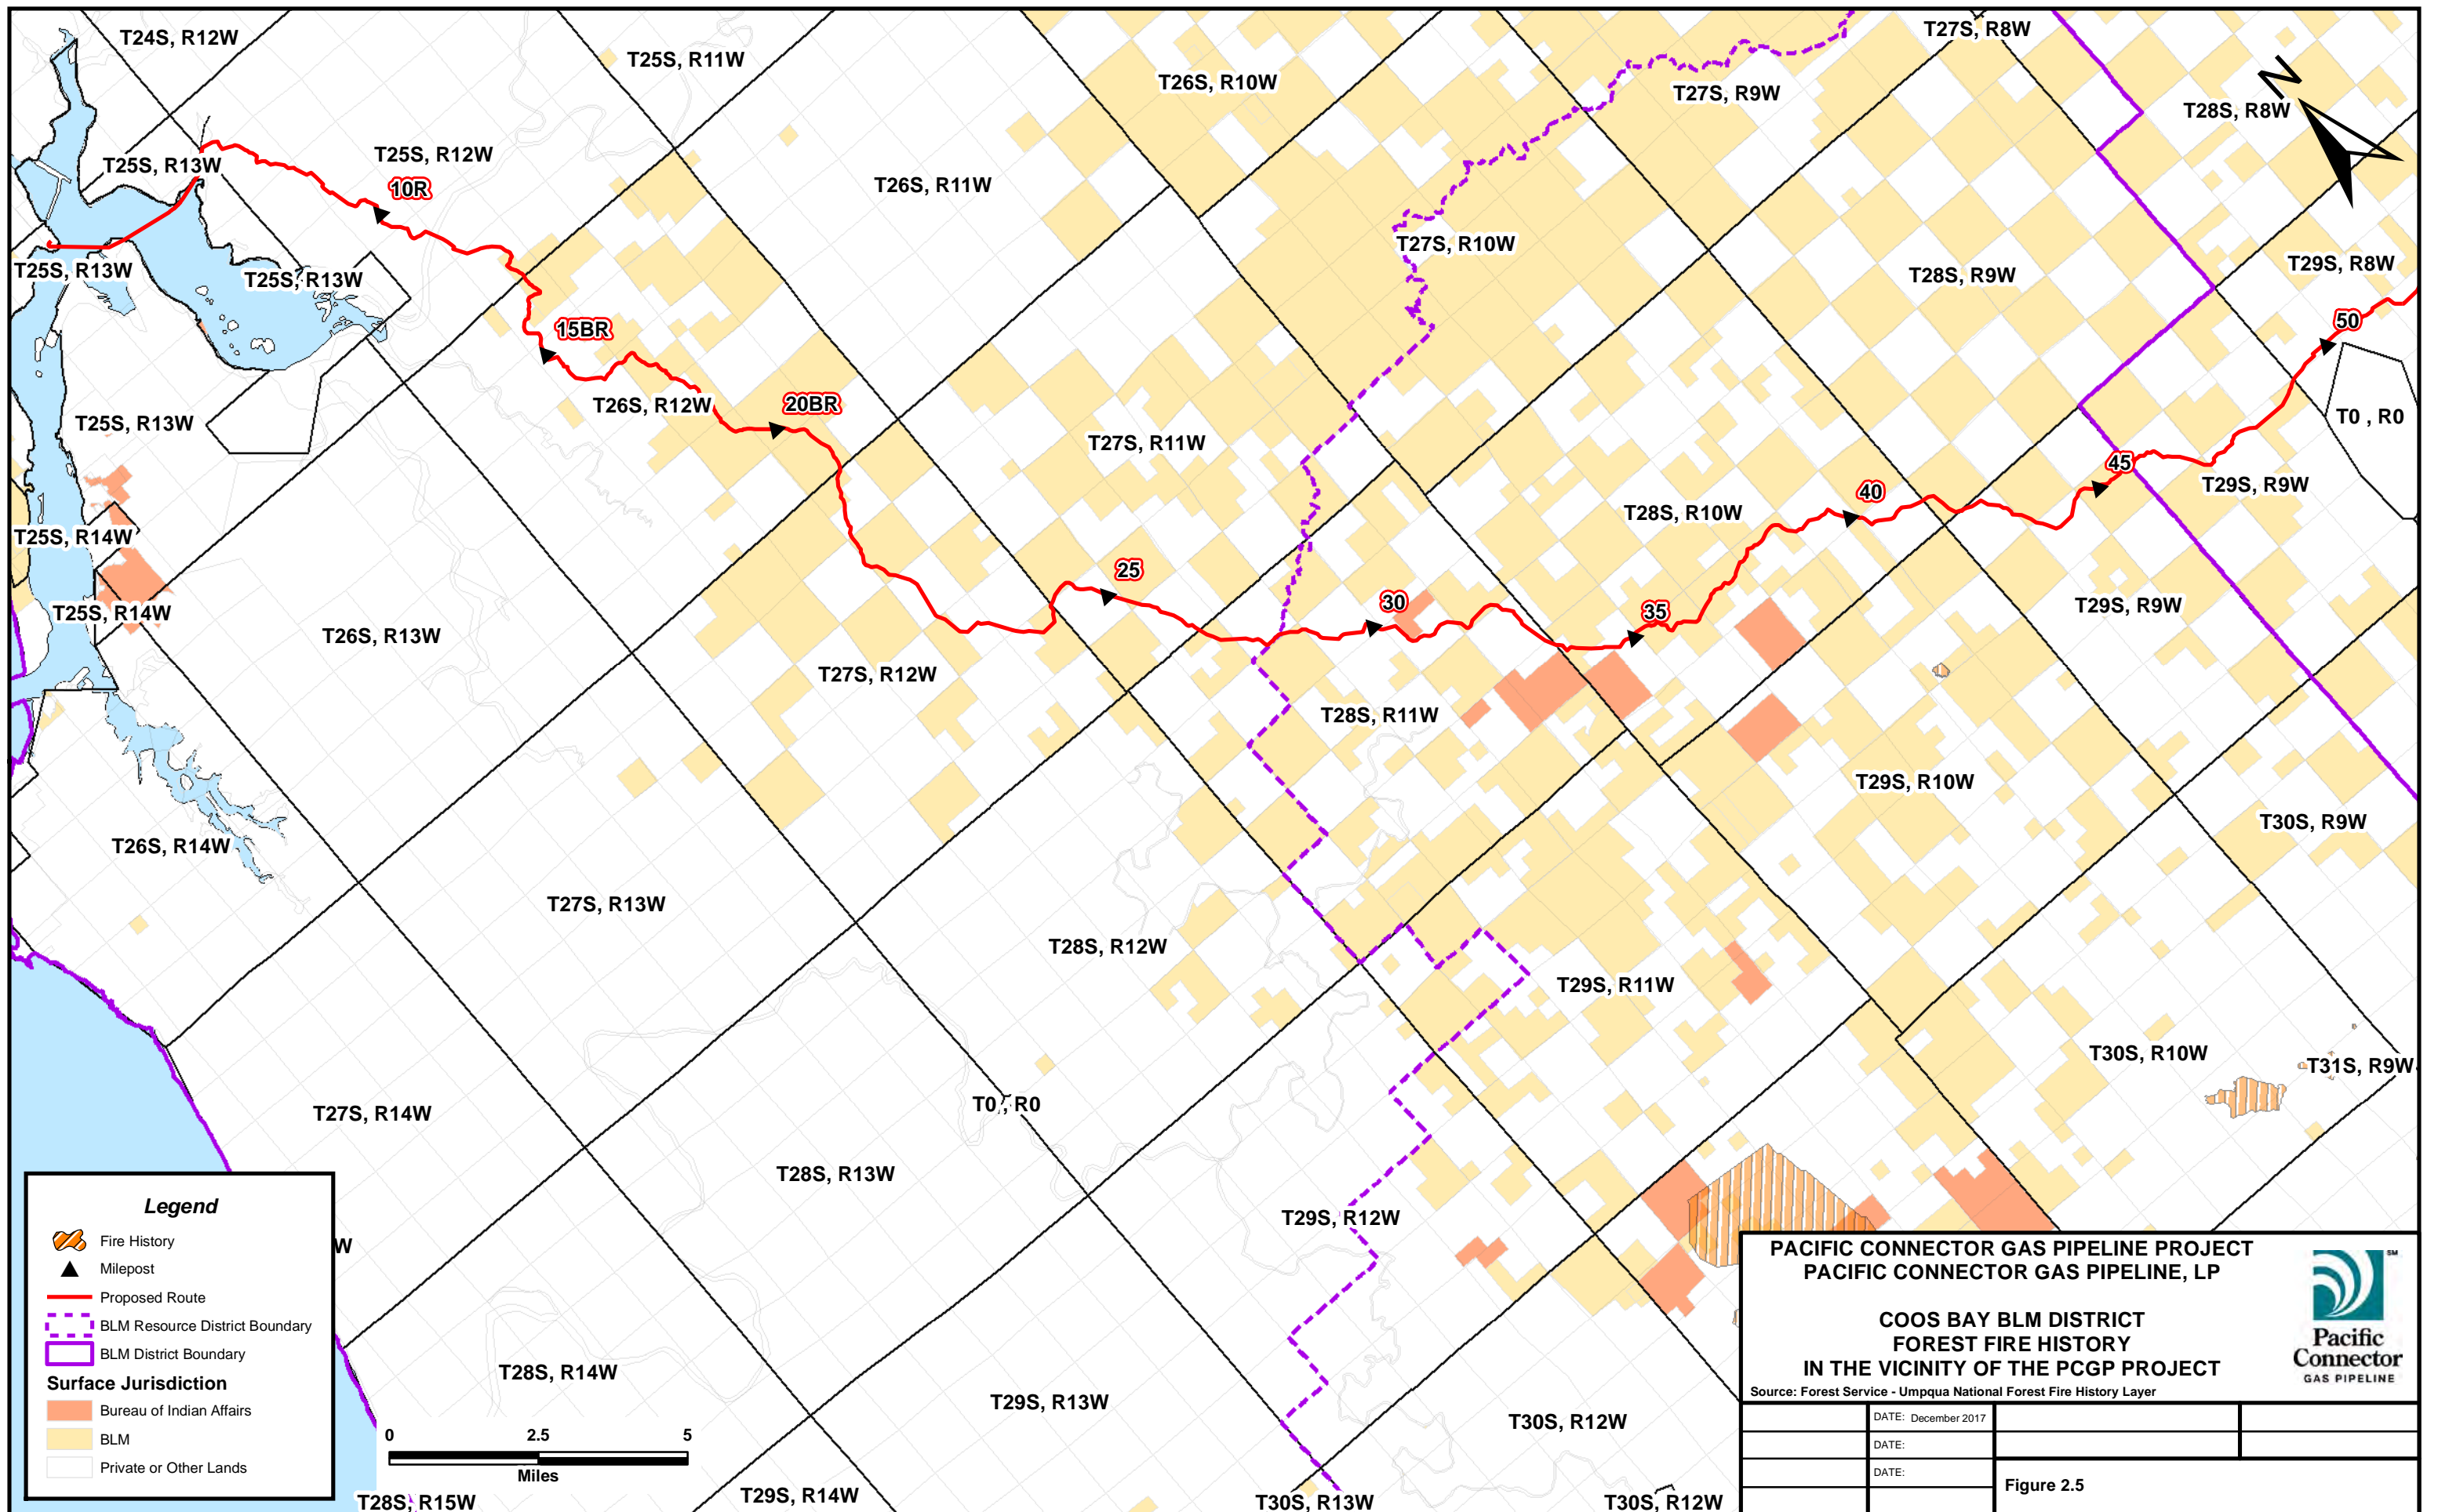 T24S, R12W
T25S, R11W
T26S, R10W
T27S, R8W
T27S, R9W
T28S, R8W
N
T25S, R13W
T25S, R12W
10R
T26S, R11W
T27S, R10W
T28S, R9W
T29S, R8W
T25S, R13W
T25S, R13W
15BR
50
T26S, R12W
20BR
T25S, R13W
T27S, R11W
T0 , R0
45
T29S, R9W
40
T28S, R10W
T25S, R14W
25
30
35
T25S, R14W
T29S, R9W
T26S, R13W
T27S, R12W
T28S, R11W
T29S, R10W
T26S, R14W
T30S, R9W
T27S, R13W
T28S, R12W
T29S, R11W
T30S, R10W
T31S, R9W
T27S, R14W
T0 , R0
T28S, R13W
T29S, R12W
W
T28S, R14W
T29S, R13W
T30S, R12W
T28S, R15W
T29S, R14W
T30S, R13W
T30S, R12W
Legend
Fire History
Milepost
Proposed Route
BLM Resource District Boundary
BLM District Boundary
Surface Jurisdiction
Bureau of Indian Affairs
BLM
Private or Other Lands
0 2.5 5
Miles
PACIFIC CONNECTOR GAS PIPELINE PROJECT
PACIFIC CONNECTOR GAS PIPELINE, LP
COOS BAY BLM DISTRICT
FOREST FIRE HISTORY
IN THE VICINITY OF THE PCGP PROJECT
Source: Forest Service - Umpqua National Forest Fire History Layer
SM
Pacific
Connector
GAS PIPELINE
DATE: December 2017
DATE:
DATE:
Figure 2.5